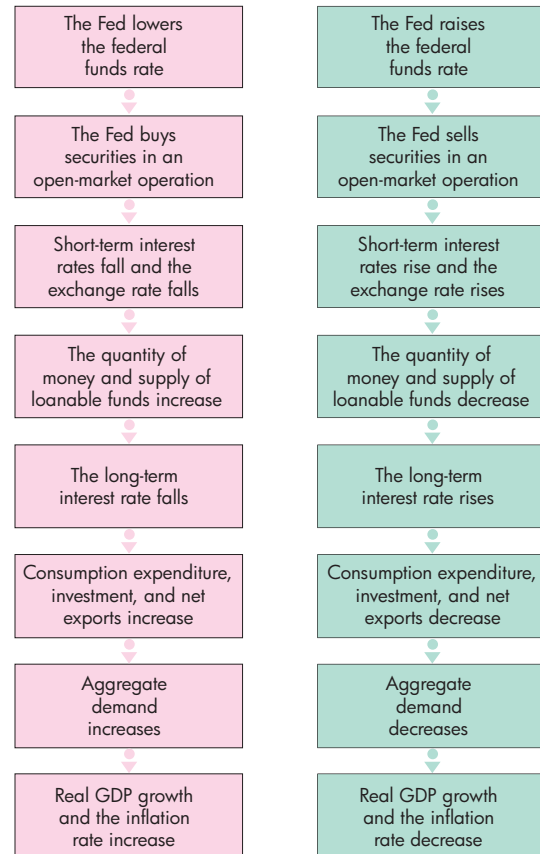 The Fed lowers
the federal
funds rate
The Fed buys
securities in an
open-market operation
Short-term interest
rates fall and the
exchange rate falls
The quantity of
money and supply of
loanable funds increase
The long-term
interest rate falls
Consumption expenditure,
investment, and net
exports increase
Aggregate
demand
increases
Real GDP growth
and the inflation
rate increase
The Fed raises
the federal
funds rate
The Fed sells
securities in an
open-market operation
Short-term interest
rates rise and the
exchange rate rises
The quantity of
money and supply of
loanable funds decrease
The long-term
interest rate rises
Consumption expenditure,
investment, and net
exports decrease
Aggregate
demand
decreases
Real GDP growth
and the inflation
rate decrease